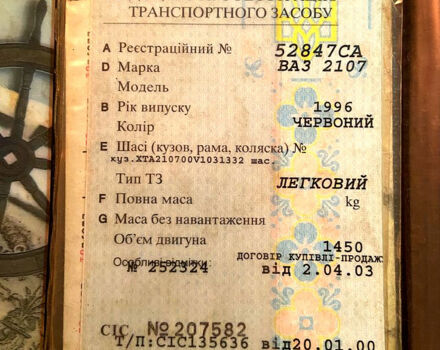 ТРАНСПОРТНОГО ЗАСОБУ
A Реєстраційний № 52847СА
D Марка ВАЗ 2107
Модель
B Рік випуску 1996
Колір ЧЕРВОНИЙ
E Шасі (кузов, рама, коляска) №
куз.XTA210700V1031332 шас.
Тип ТЗ ЛЕГКОВИЙ
F Повна маса kg
G Маса без навантаження
Об'єм двигуна 1450
Особливі відмітки: ДОГОВІР КУПІВЛІ-ПРОДАЖ
№ 252324 від 2.04.03
СІС №207582
Т/П:СІС135636 від20.01.00